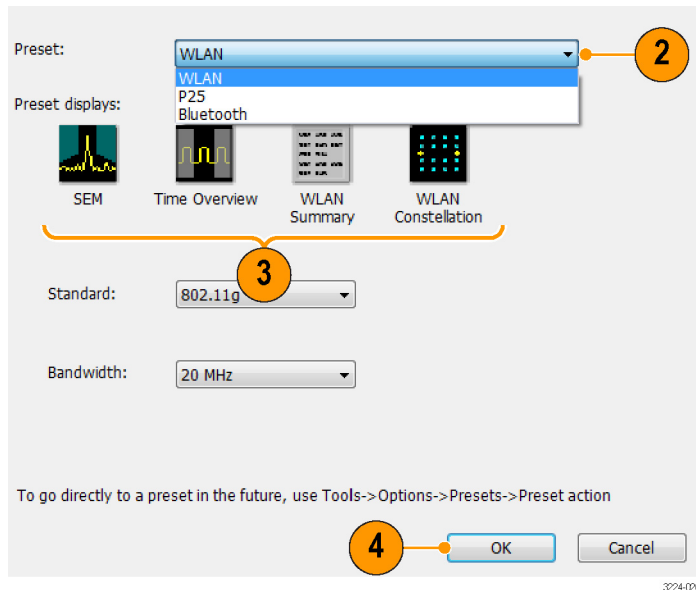 Preset:
WLAN
2
WLAN
P25
Bluetooth
Preset displays:
SEM
Time Overview
WLAN
Summary
WLAN
Constellation
3
Standard:
802.11g
Bandwidth:
20 MHz
To go directly to a preset in the future, use Tools->Options->Presets->Preset action
4
OK
Cancel